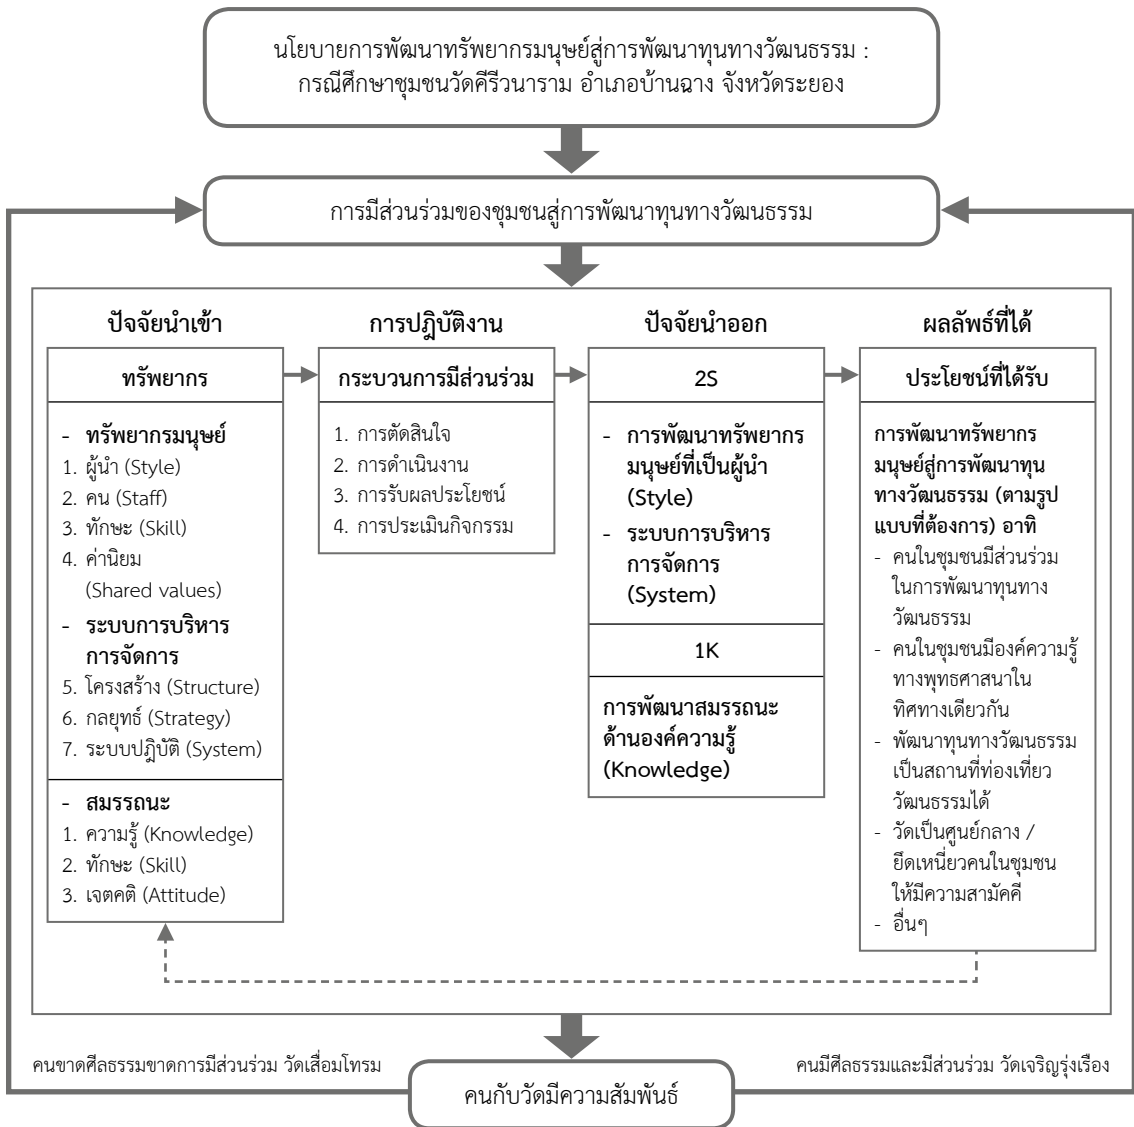 นโยบายการพัฒนาทรัพยากรมนุษย์สู่การพัฒนาทุนทางวัฒนธรรม :
กรณีศึกษาชุมชนวัดคีรีวนาราม อำเภอบ้านฉาง จังหวัดระยอง
การมีส่วนร่วมของชุมชนสู่การพัฒนาทุนทางวัฒนธรรม
ปัจจัยนำเข้า
ทรัพยากร
- ทรัพยากรมนุษย์
1. ผู้นำ (Style)
2. คน (Staff)
3. ทักษะ (Skill)
4. ค่านิยม
(Shared values)
- ระบบการบริหาร
การจัดการ
5. โครงสร้าง (Structure)
6. กลยุทธ์ (Strategy)
7. ระบบปฎิบัติ (System)
- สมรรถนะ
1. ความรู้ (Knowledge)
2. ทักษะ (Skill)
3. เจตคติ (Attitude)
การปฎิบัติงาน
กระบวนการมีส่วนร่วม
1. การตัดสินใจ
2. การดำเนินงาน
3. การรับผลประโยชน์
4. การประเมินกิจกรรม
ปัจจัยนำออก
2S
- การพัฒนาทรัพยากร
มนุษย์ที่เป็นผู้นำ
(Style)
- ระบบการบริหาร
การจัดการ
(System)
1K
การพัฒนาสมรรถนะ
ด้านองค์ความรู้
(Knowledge)
ผลลัพธ์ที่ได้
ประโยชน์ที่ได้รับ
การพัฒนาทรัพยากร
มนุษย์สู่การพัฒนาทุน
ทางวัฒนธรรม (ตามรูป
แบบที่ต้องการ) อาทิ
- คนในชุมชนมีส่วนร่วม
ในการพัฒนาทุนทาง
วัฒนธรรม
- คนในชุมชนมีองค์ความรู้
ทางพุทธศาสนาใน
ทิศทางเดียวกัน
- พัฒนาทุนทางวัฒนธรรม
เป็นสถานที่ท่องเที่ยว
วัฒนธรรมได้
- วัดเป็นศูนย์กลาง /
ยึดเหนี่ยวคนในชุมชน
ให้มีความสามัคคี
- อื่นๆ
คนขาดศีลธรรมขาดการมีส่วนร่วม วัดเสื่อมโทรม
คนกับวัดมีความสัมพันธ์
คนมีศีลธรรมและมีส่วนร่วม วัดเจริญรุ่งเรือง